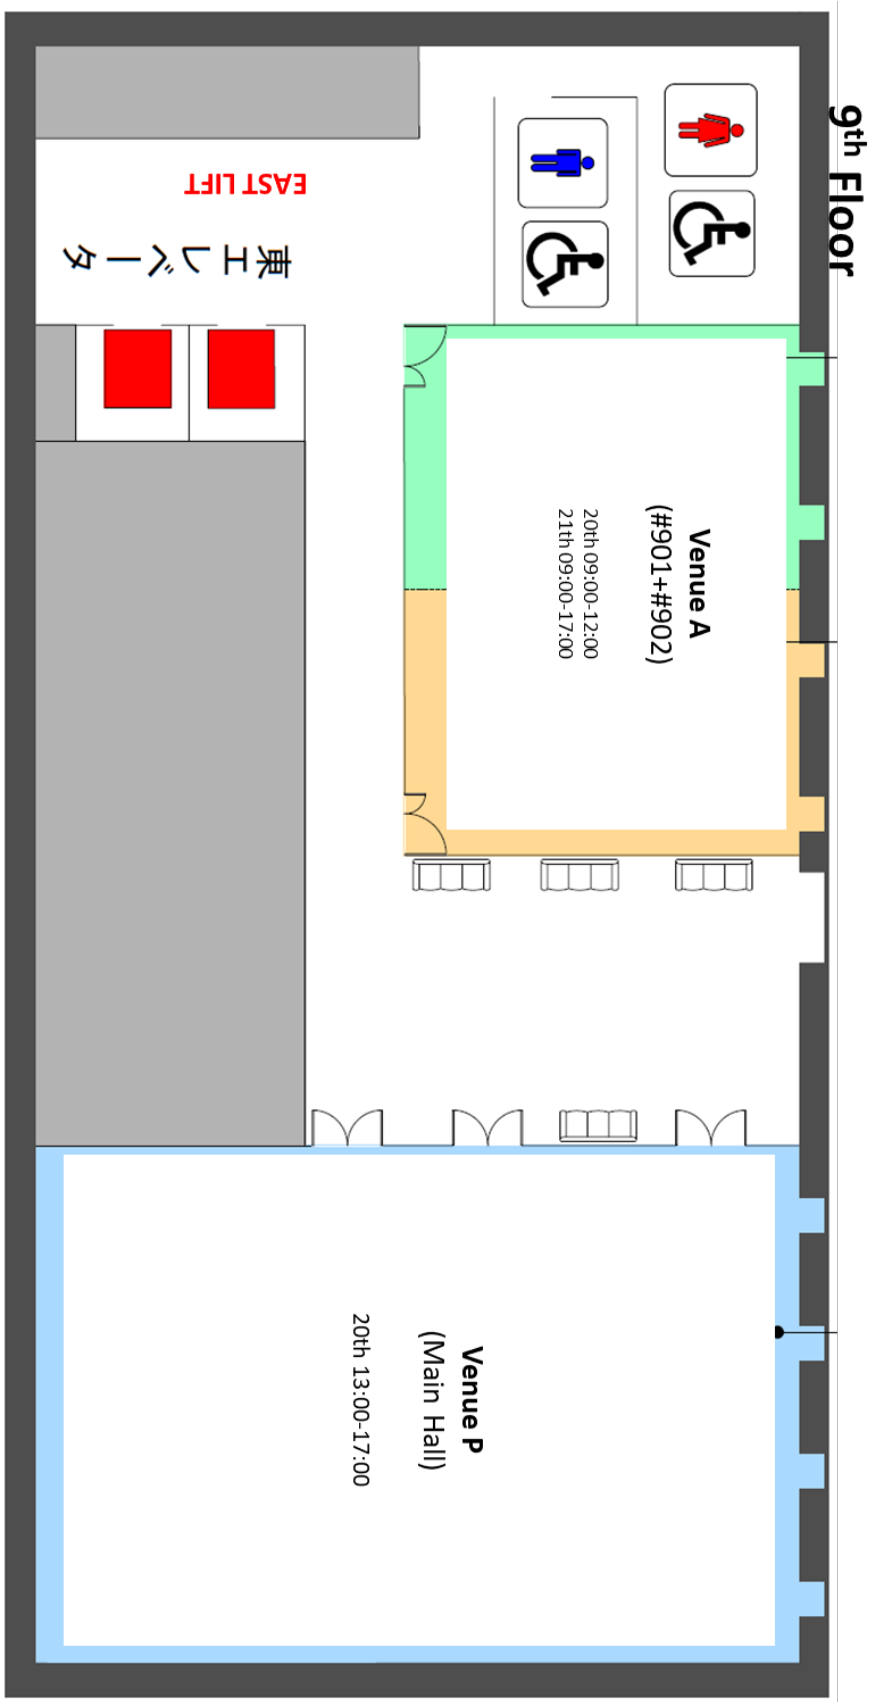 9th Floor
EAST LIFT
東エレベータ
Venue A
(#901+#902)
20th 09:00-12:00
21th 09:00-17:00
Venue P
(Main Hall)
20th 13:00-17:00